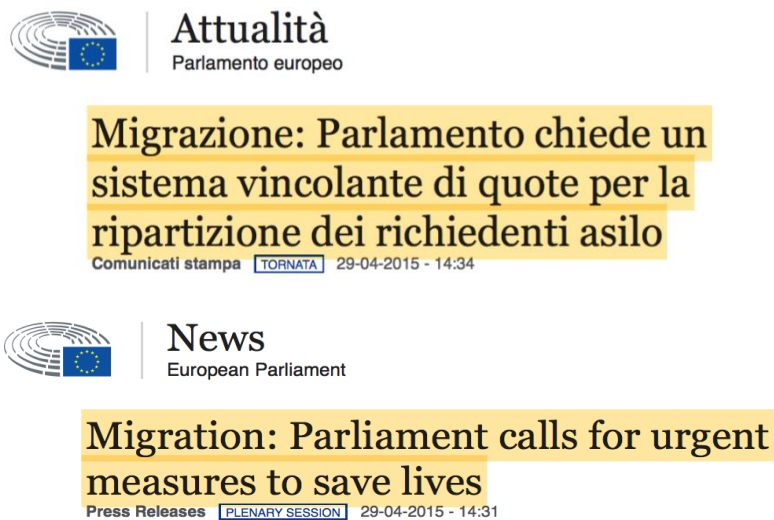 Attualità
Parlamento europeo
Migrazione: Parlamento chiede un
sistema vincolante di quote per la
ripartizione dei richiedenti asilo
Comunicati stampa TORNATA 29-04-2015 - 14:34
News
European Parliament
Migration: Parliament calls for urgent
measures to save lives
Press Releases PLENARY SESSION 29-04-2015 - 14:31